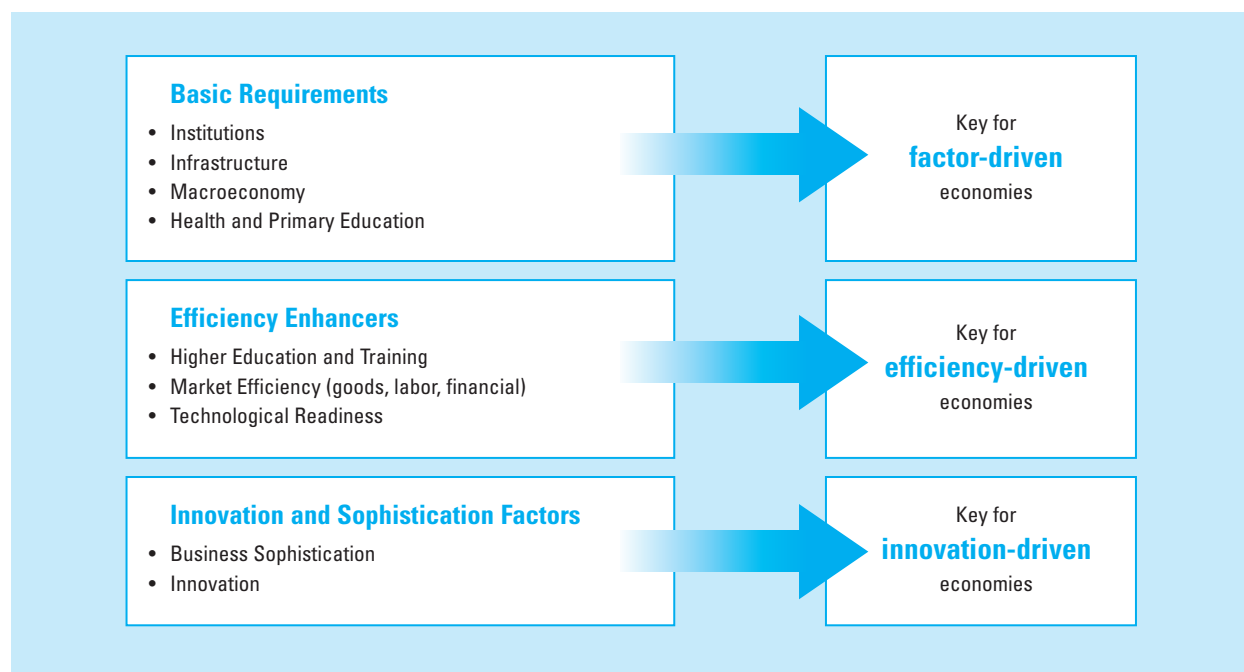 Basic Requirements
• Institutions
• Infrastructure
• Macroeconomy
• Health and Primary Education
Key for
factor-driven
economies
Efficiency Enhancers
• Higher Education and Training
• Market Efficiency (goods, labor, financial)
• Technological Readiness
Key for
efficiency-driven
economies
Innovation and Sophistication Factors
• Business Sophistication
• Innovation
Key for
innovation-driven
economies